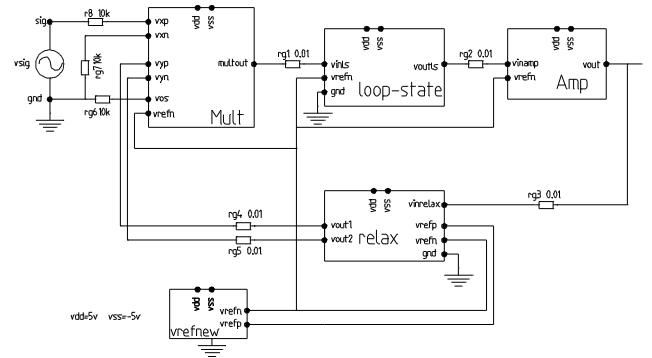 sig
r8 10k
vxp
vdd
vss
vxn
vsig
rg7 10k
vyp
vyn
multout
rg1 0.01
gnd
rg6 10k
vos
vrefn
Mult
vdd
vss
vinls
vrefn
voutls
gnd
loop-state
rg2 0.01
vdd
vss
vinamp
vrefn
vout
Amp
rg3 0.01
vdd
vss
vinrelax
rg4 0.01
vout1
vrefp
vout2
relax
vrefn
gnd
rg5 0.01
vdd=5v vss=-5v
vdd
vss
vrefn
vrefp
vrefnew